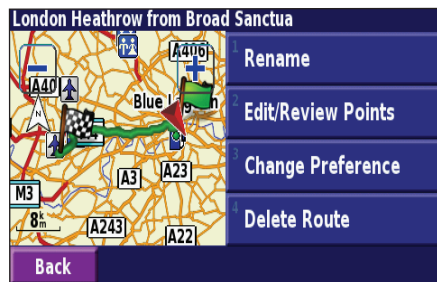 London Heathrow from Broad Sanctua
A406
A40
Blue
n
A3
A23
M3
8km
A243
A22
1 Rename
2 Edit/Review Points
3 Change Preference
4 Delete Route
Back